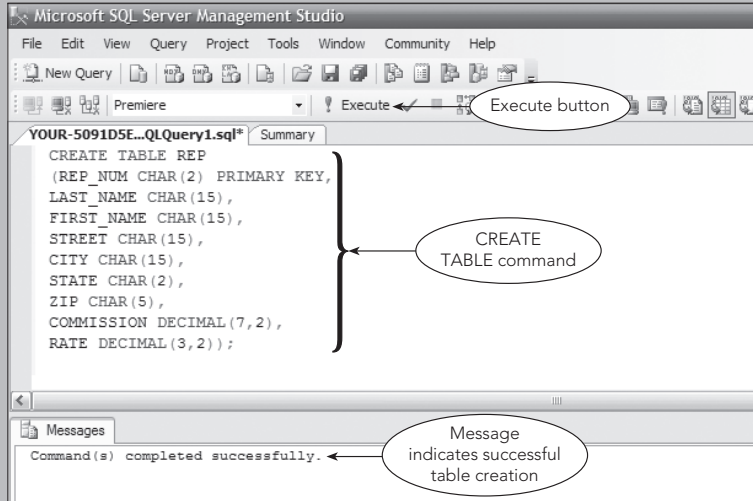 Microsoft SQL Server Management Studio
File Edit View Query Project Tools Window Community Help
New Query
Premiere Execute
Execute button
YOUR-5091D5E...QLQuery1.sql* Summary
CREATE TABLE REP
(REP_NUM CHAR(2) PRIMARY KEY,
LAST_NAME CHAR(15),
FIRST_NAME CHAR(15),
STREET CHAR(15),
CITY CHAR(15),
STATE CHAR(2),
ZIP CHAR(5),
COMMISSION DECIMAL(7,2),
RATE DECIMAL(3,2));
CREATE
TABLE command
Messages
Command(s) completed successfully.
Message
indicates successful
table creation